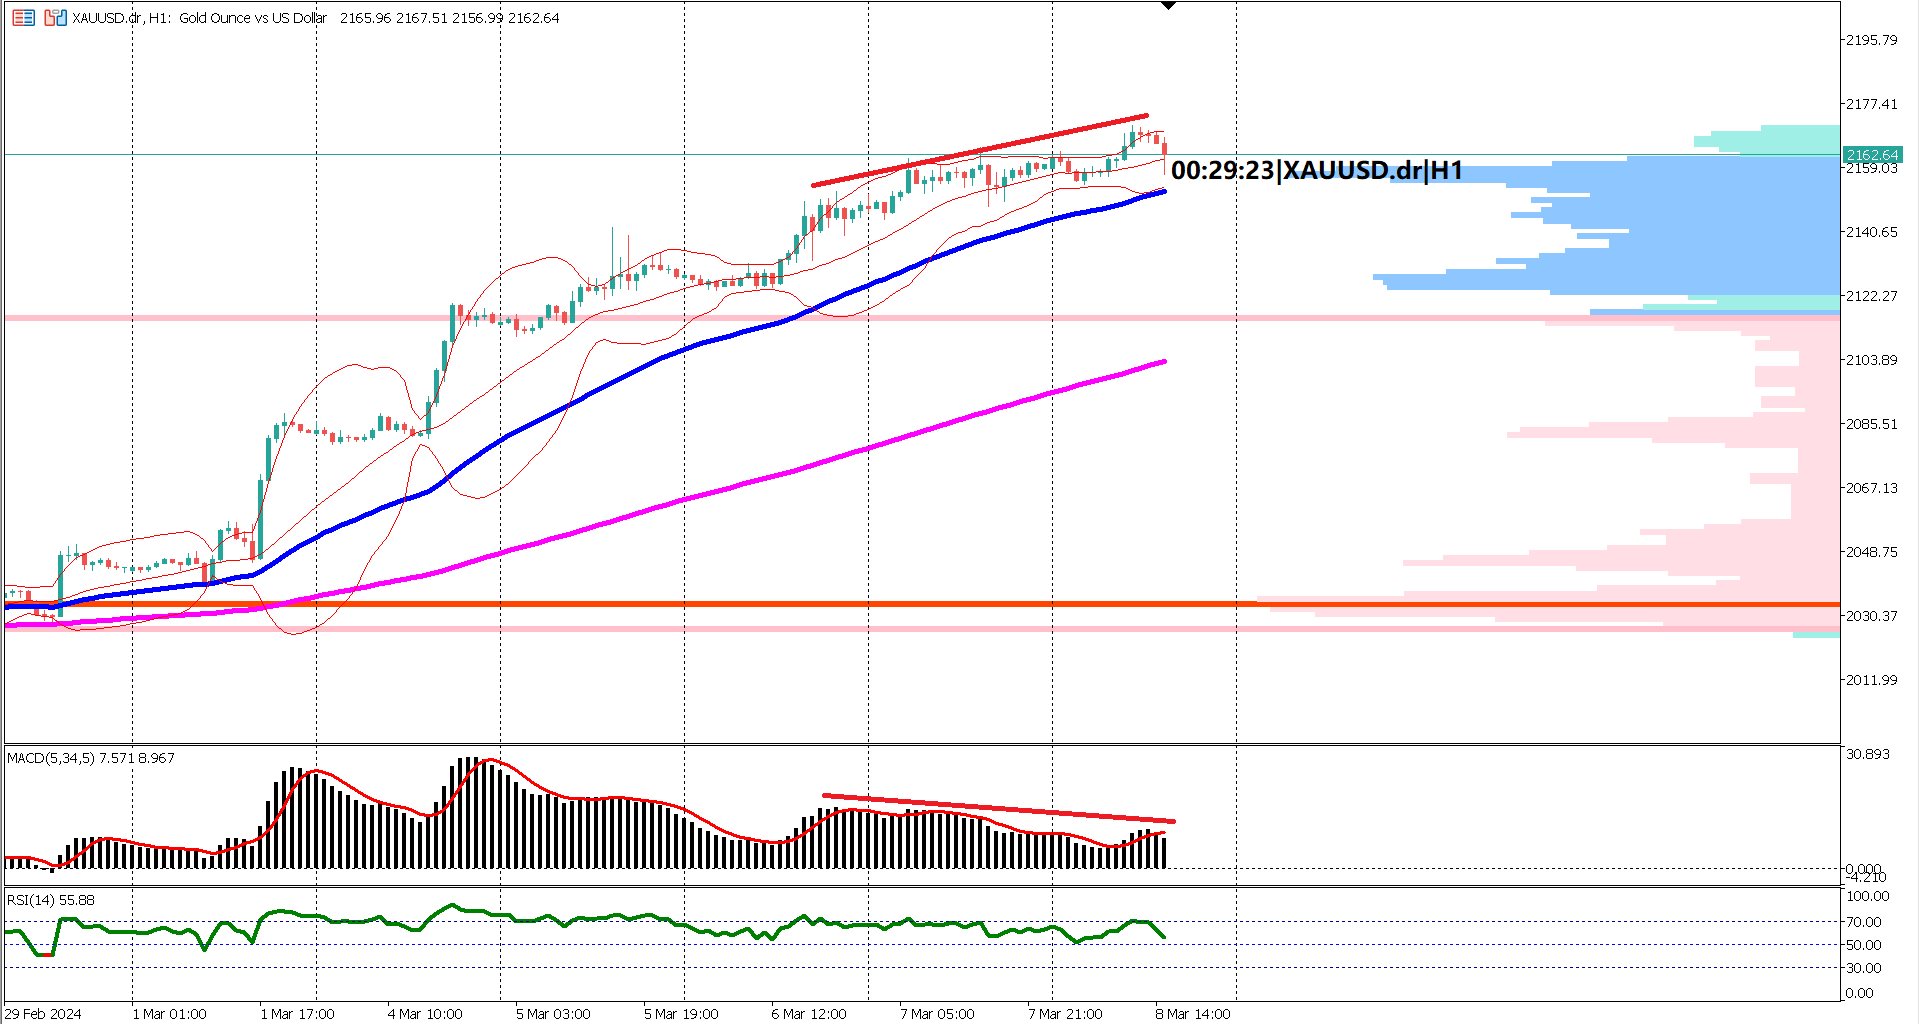 XAUUSD.dr, H1: Gold Ounce vs US Dollar 2165.96 2167.51 2156.99 2162.64
2195.79
2177.41
2162.64
2159.03
00:29:23|XAUUSD.dr|H1
2140.65
2122.27
2103.89
2085.51
2067.13
2048.75
2030.37
2011.99
MACD(5,34,5) 7.571 8.967
30.893
0.000
-4.210
RSI(14) 55.88
100.00
70.00
50.00
30.00
0.00
29 Feb 2024
1 Mar 01:00
1 Mar 17:00
4 Mar 10:00
5 Mar 03:00
5 Mar 19:00
6 Mar 12:00
7 Mar 05:00
7 Mar 21:00
8 Mar 14:00